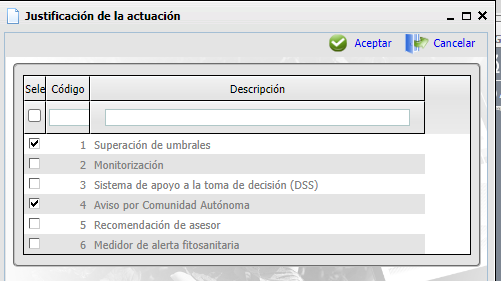 Justificación de la actuación
Aceptar Cancelar
Sele Código Descripción
1 Superación de umbrales
2 Monitorización
3 Sistema de apoyo a la toma de decisión (DSS)
4 Aviso por Comunidad Autónoma
5 Recomendación de asesor
6 Medidor de alerta fitosanitaria